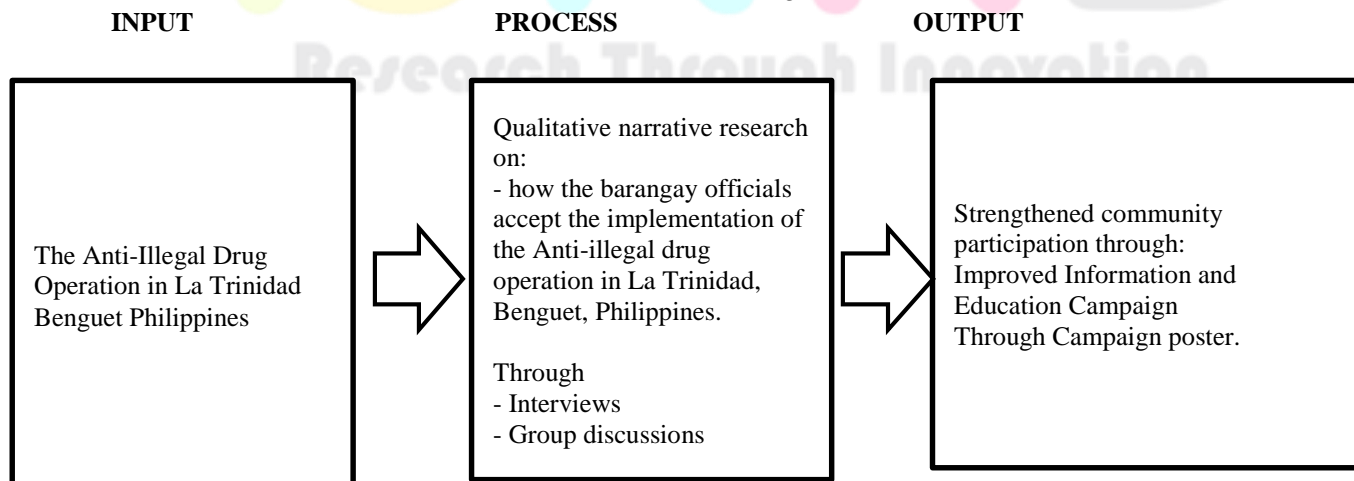 INPUT PROCESS OUTPUT
Research Through Innovation
The Anti-Illegal Drug
Operation in La Trinidad
Benguet Philippines
Qualitative narrative research
on:
- how the barangay officials
accept the implementation of
the Anti-illegal drug
operation in La Trinidad,
Benguet, Philippines.
Through
- Interviews
- Group discussions
Strengthened community
participation through:
Improved Information and
Education Campaign
Through Campaign poster.